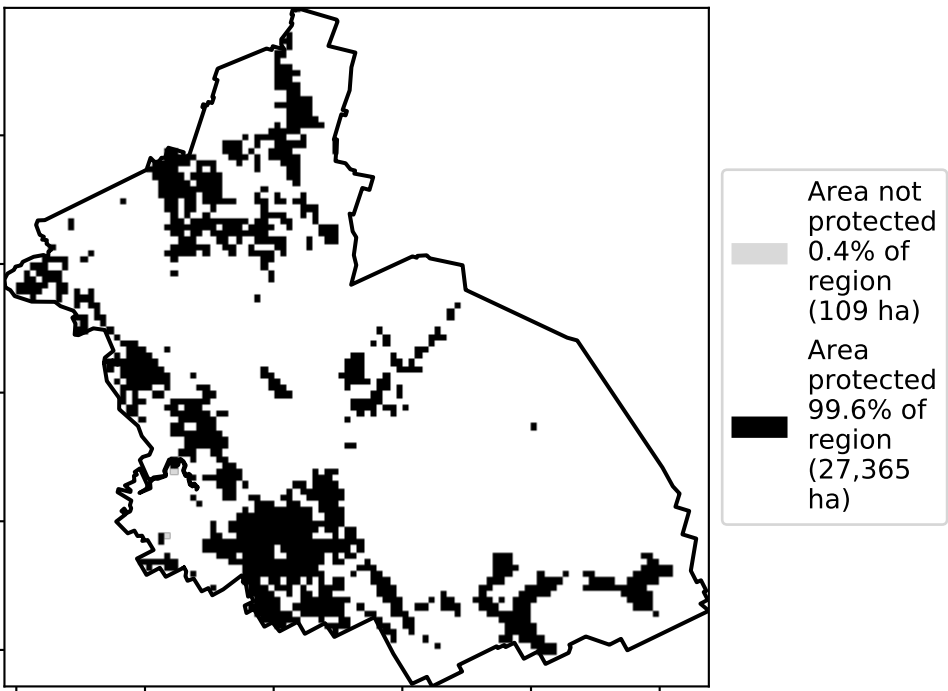 Area not
protected
0.4% of
region
(109 ha)
Area
protected
99.6% of
region
(27,365
ha)